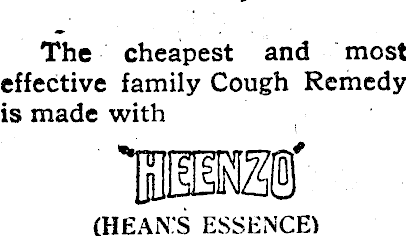 The cheapest and most
effective family Cough Remedy
is made with
"HEENZO"
(HEAN'S ESSENCE)